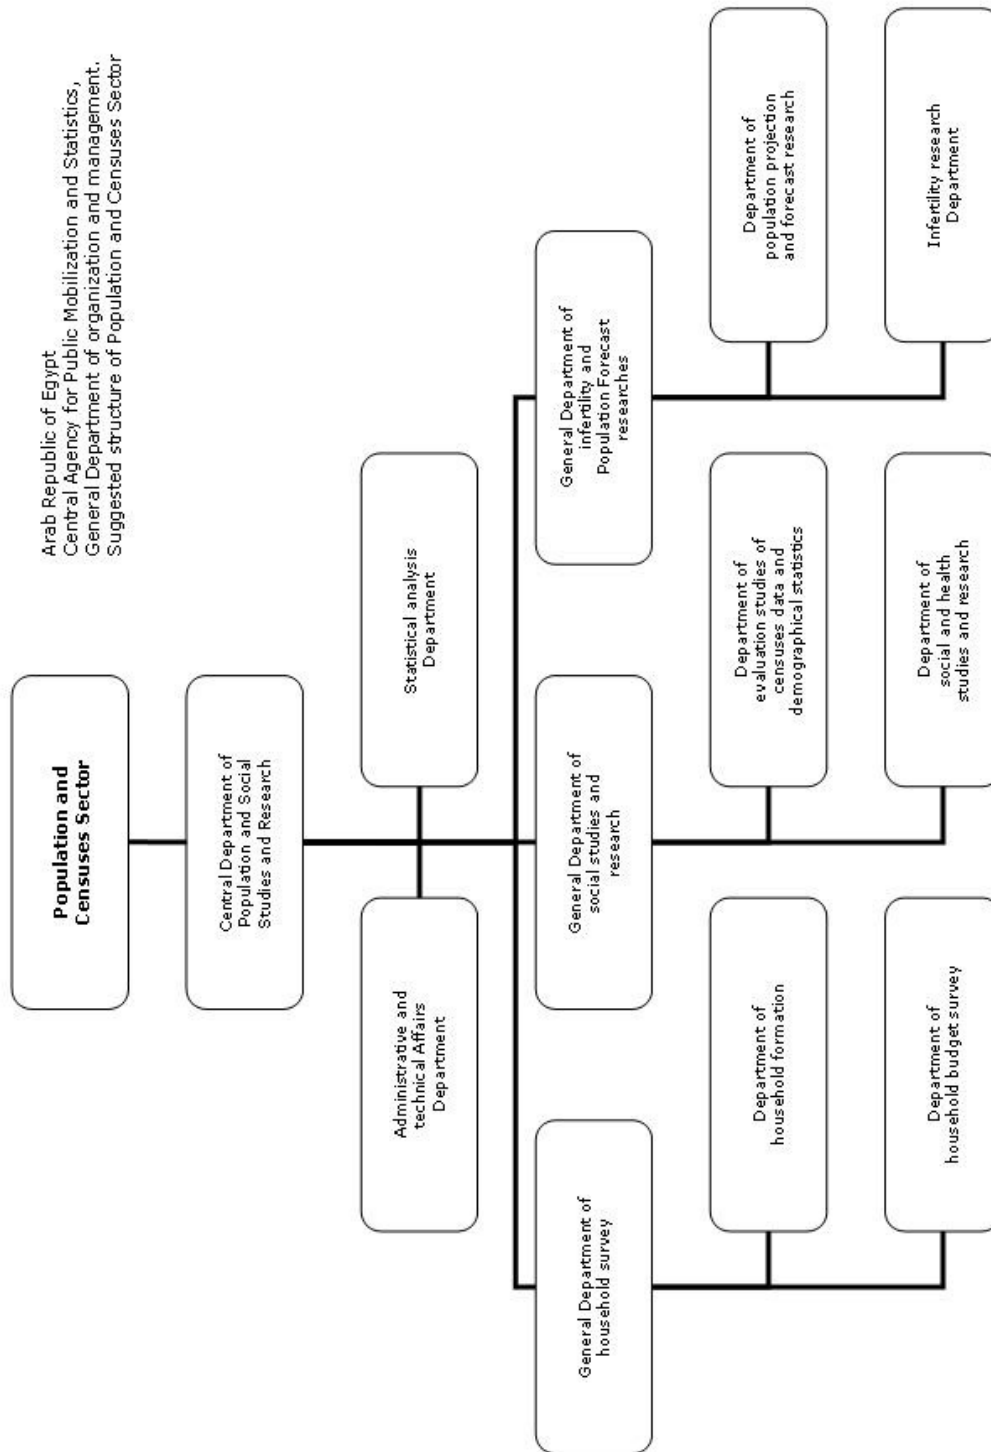 Arab Republic of Egypt
Central Agency for Public Mobilization and Statistics,
General Department of organization and management.
Suggested structure of Population and Censuses Sector
Population and
Censuses Sector
Central Department of
Population and Social
Studies and Research
Administrative and
technical Affairs
Department
Statistical analysis
Department
General Department of
household survey
General Department of
social studies and
research
General Department of
infertility and
Population Forecast
researches
Department of
household formation
Department of
evaluation studies of
censuses data and
demographical statistics
Department of
population projection
and forecast research
Department of
household budget survey
Department of
social and health
studies and research
Infertility research
Department